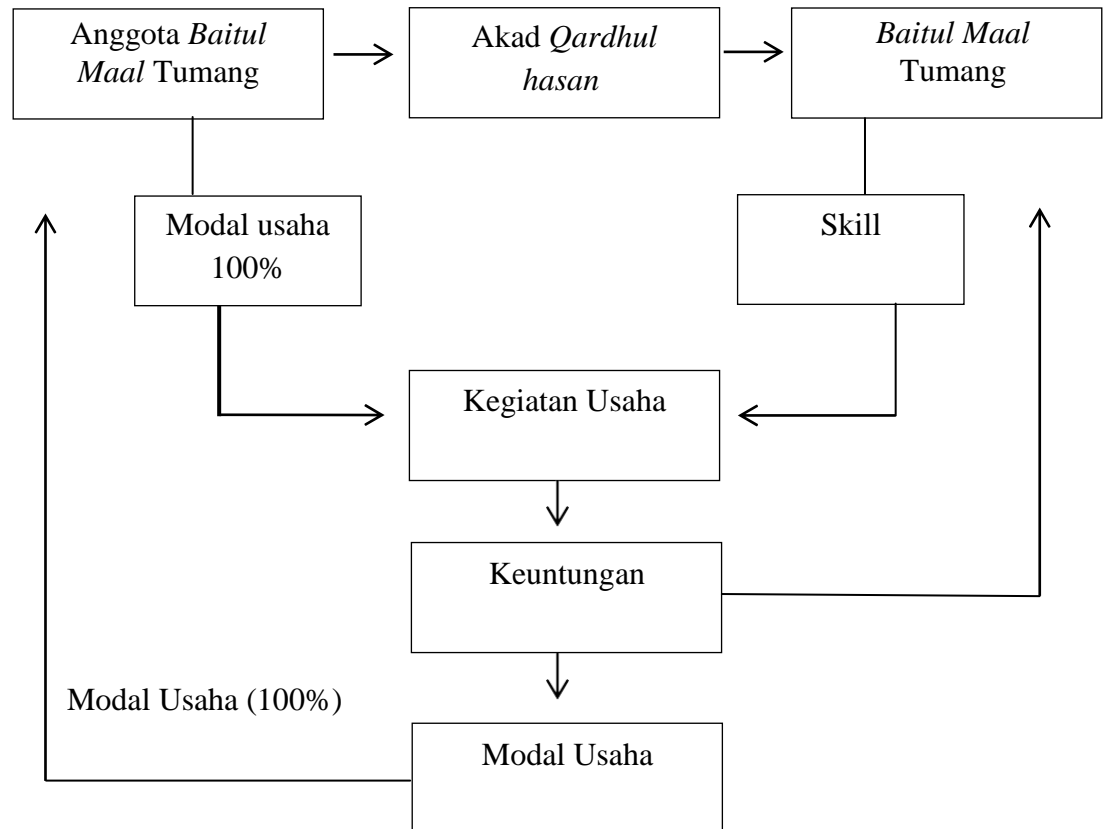 Anggota Baitul
Maal Tumang
Akad Qardhul
hasan
Baitul Maal
Tumang
Modal usaha
100%
Skill
Kegiatan Usaha
Keuntungan
Modal Usaha (100%)
Modal Usaha